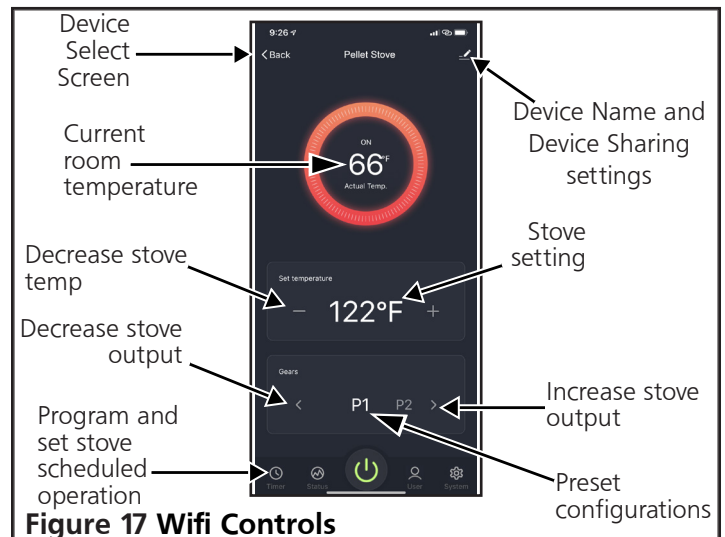 Device
Select
Screen
9:26
Back
Pellet Stove
Device Name and
Device Sharing
settings
Current
room
temperature
ON
66°F
Actual Temp.
Decrease stove
temp
Stove
setting
Set temperature
− 122°F +
Decrease stove
output
Gears
< P1 P2 >
Increase stove
output
Program and
set stove
scheduled
operation
Timer
Status
User
System
Preset
configurations
Figure 17 Wifi Controls